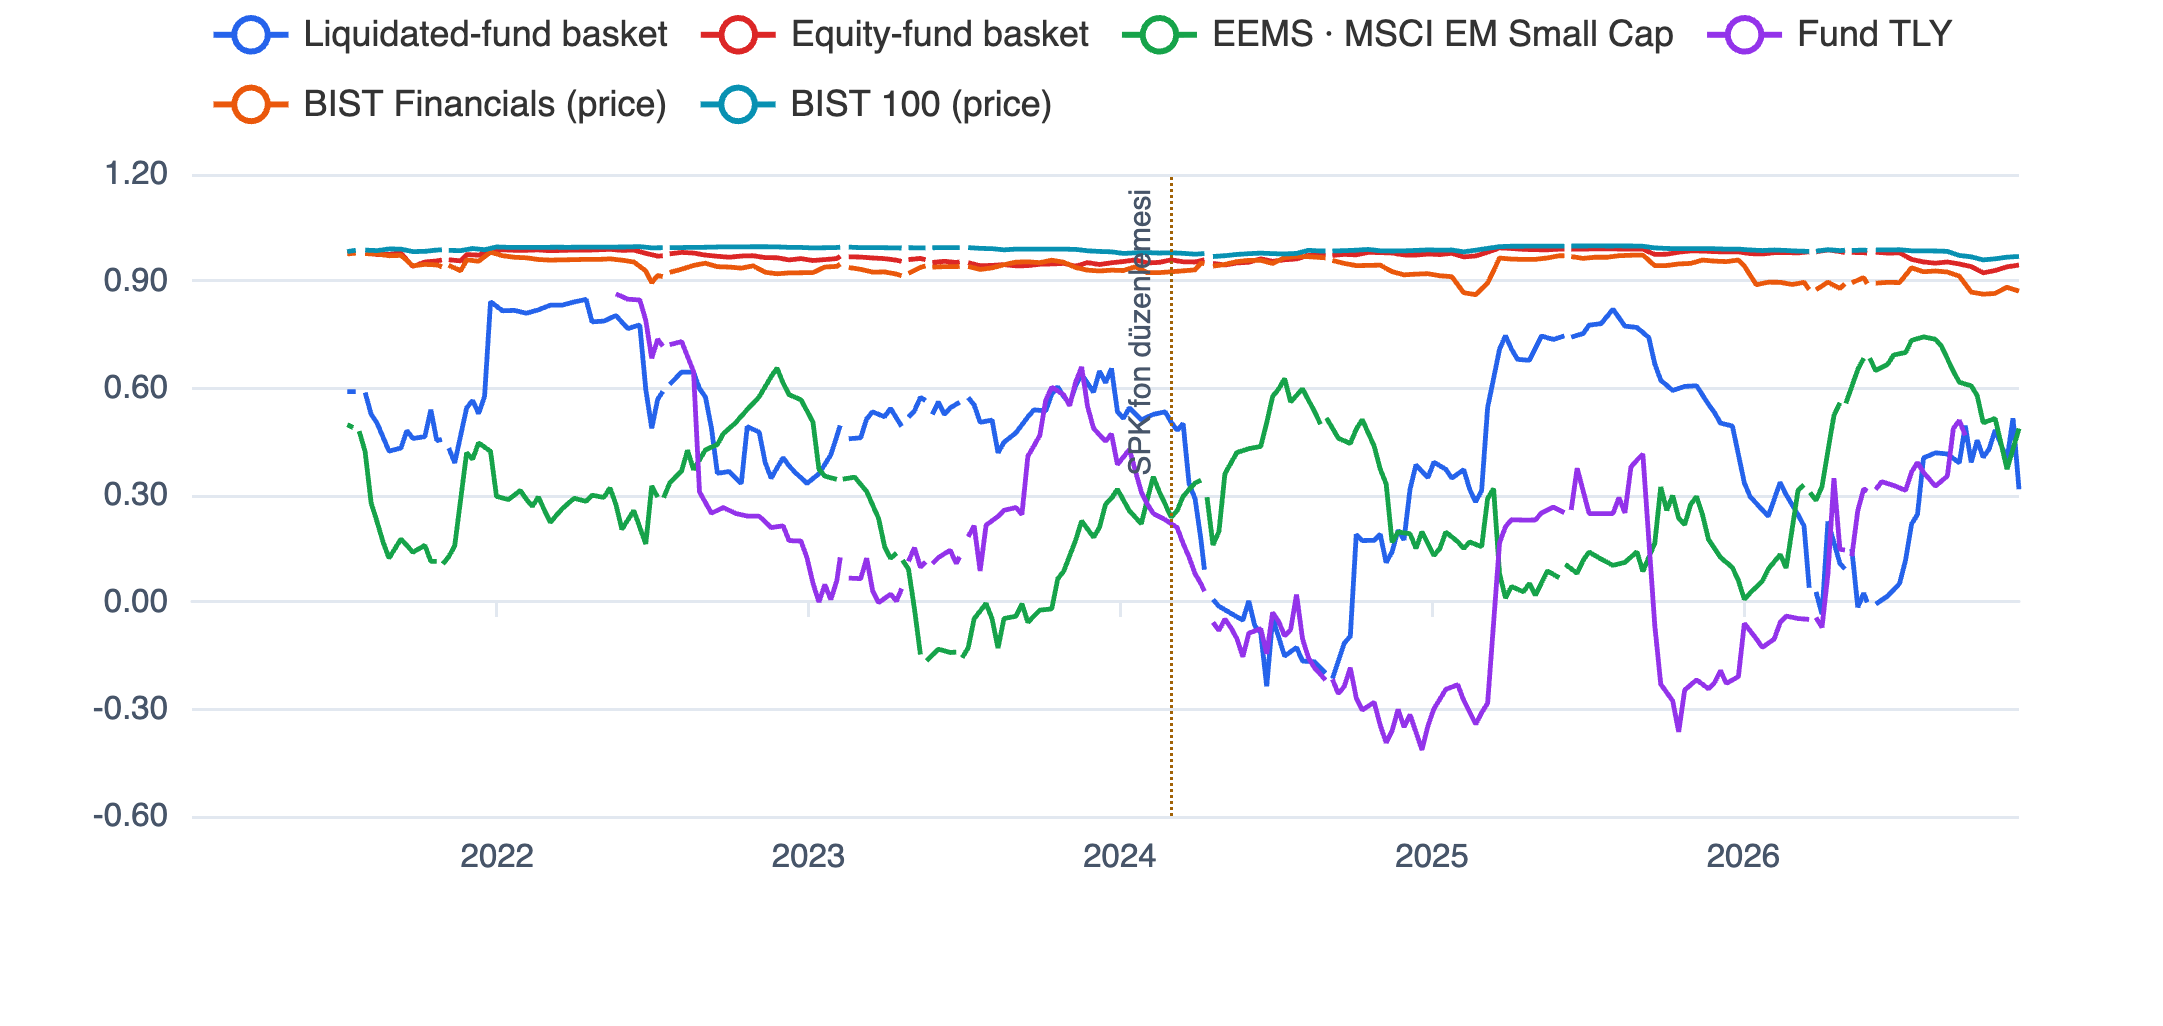 Liquidated-fund basket
Equity-fund basket
EEMS · MSCI EM Small Cap
Fund TLY
BIST Financials (price)
BIST 100 (price)
1.20
0.90
0.60
0.30
0.00
-0.30
-0.60
SPK fon düzenlemesi
2022
2023
2024
2025
2026